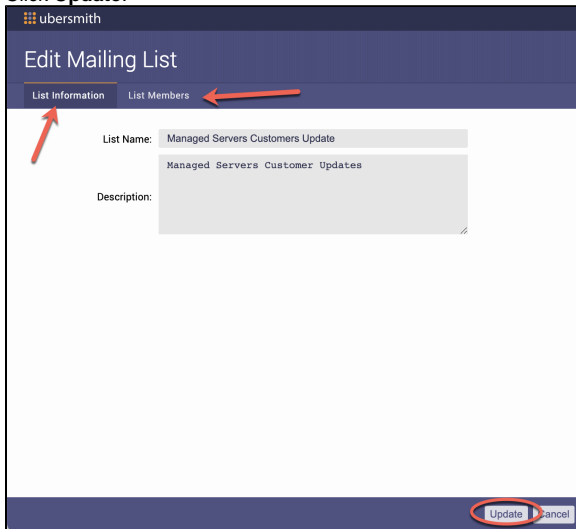 Click Update.
ubersmith
Edit Mailing List
List Information List Members
List Name: Managed Servers Customers Update
Description: Managed Servers Customer Updates
Update Cancel